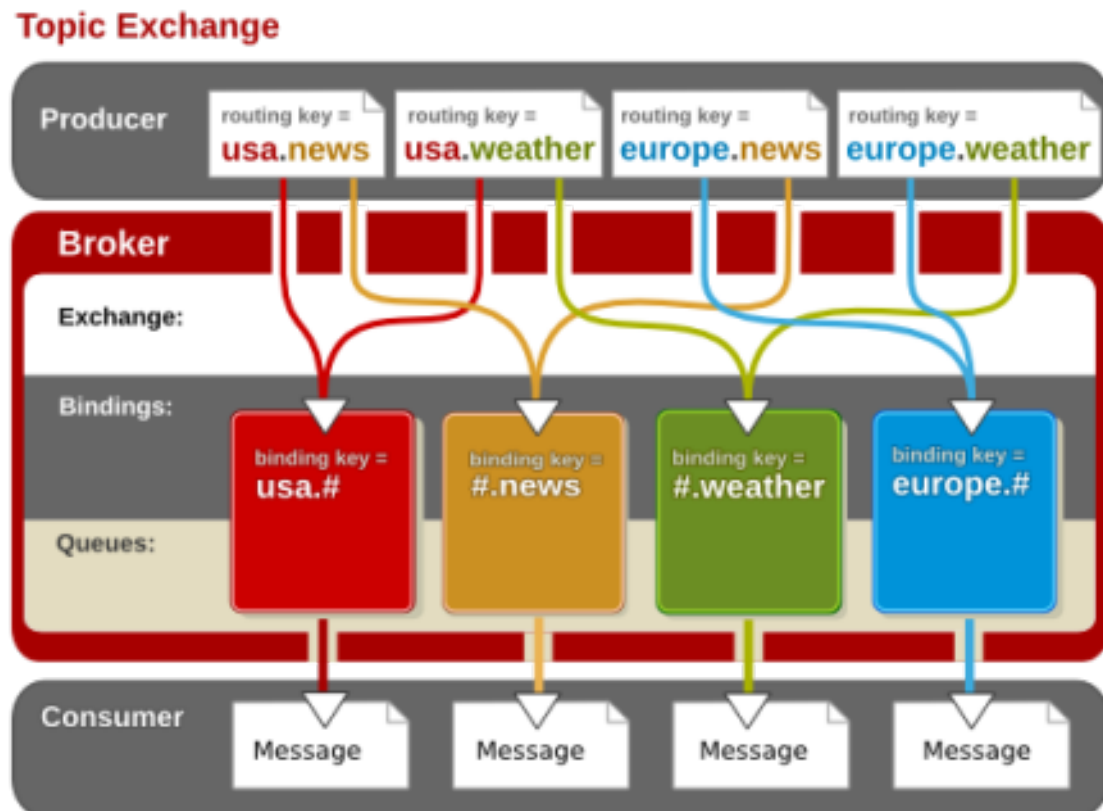 Topic Exchange
Producer
routing key =
usa.news
routing key =
usa.weather
routing key =
europe.news
routing key =
europe.weather
Broker
Exchange:
Bindings:
binding key =
usa.#
binding key =
#.news
binding key =
#.weather
binding key =
europe.#
Queues:
Consumer
Message
Message
Message
Message